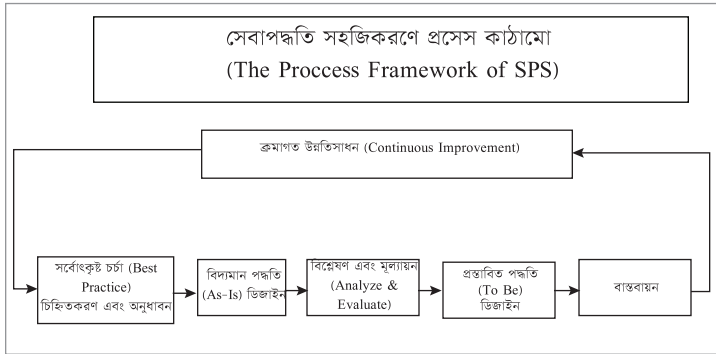 সেবাপদ্ধতি সহজিকরণে প্রসেস কাঠামো
(The Proccess Framework of SPS)
ক্রমাগত উন্নতিসাধন (Continuous Improvement)
সর্বোৎকৃষ্ট চর্চা (Best
Practice)
চিহ্নিতকরণ এবং অনুধাবন
বিদ্যমান পদ্ধতি
(As-Is) ডিজাইন
বিশ্লেষণ এবং মূল্যায়ন
(Analyze &
Evaluate)
প্রস্তাবিত পদ্ধতি
(To Be)
ডিজাইন
বাস্তবায়ন